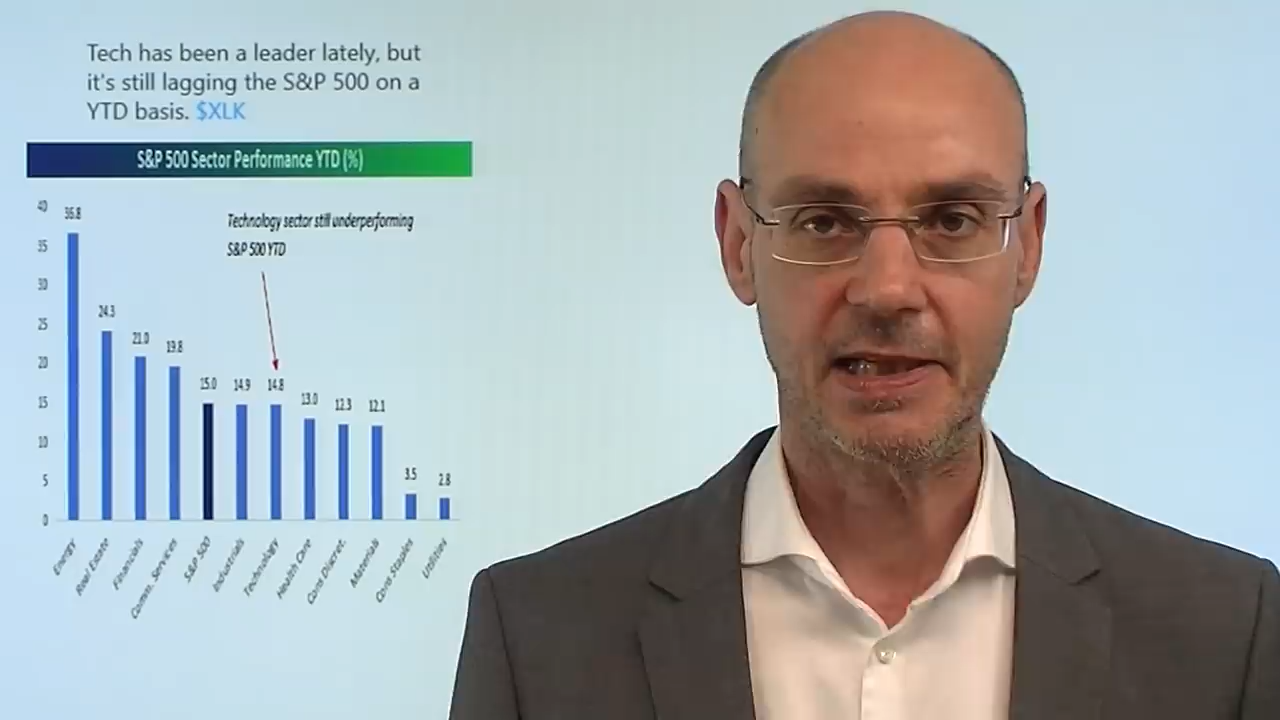 Tech has been a leader lately, but
it's still lagging the S&P 500 on a
YTD basis. $XLK
S&P 500 Sector Performance YTD (%)
Technology sector still underperforming
S&P 500 YTD
40
35
30
25
20
15
10
5
0
36.8
24.3
21.0
19.8
15.0
14.9
14.8
13.0
12.3
12.1
3.5
2.8
Energy
Real Estate
Financials
Comm. Services
S&P 500
Industrials
Technology
Health Care
Cons Discret.
Materials
Cons Staples
Utilities